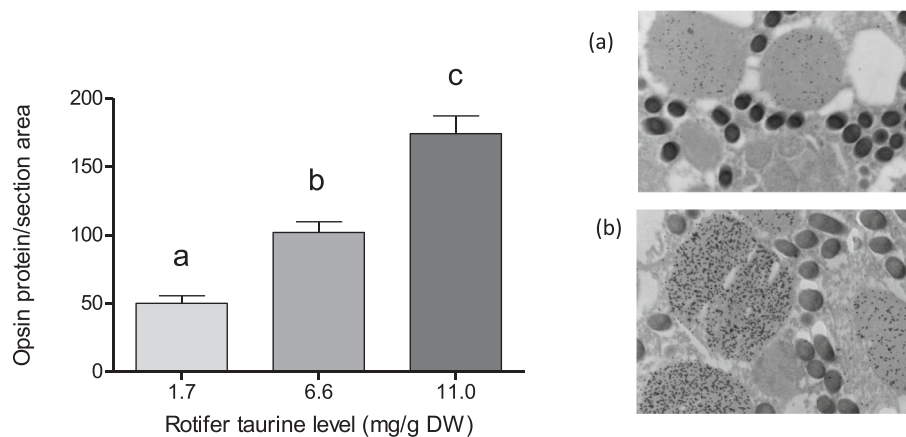 Opsin protein/section area
200
150
100
50
0
a
b
c
1.7
6.6
11.0
Rotifer taurine level (mg/g DW)
(a)
(b)